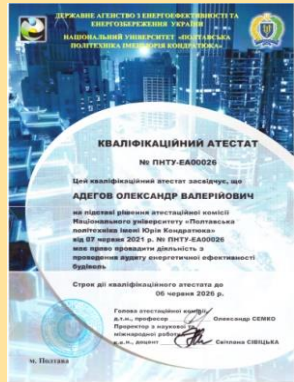 ДЕРЖАВНЕ АГЕНСТВО З ЕНЕРГОЕФЕКТИВНОСТІ ТА
ЕНЕРГОЗБЕРЕЖЕННЯ УКРАЇНИ
НАЦІОНАЛЬНИЙ УНІВЕРСИТЕТ «ПОЛТАВСЬКА
ПОЛІТЕХНІКА ІМЕНІ ЮРІЯ КОНДРАТЮКА»
КВАЛІФІКАЦІЙНИЙ АТЕСТАТ
№ ПНТУ-ЕА00026
Цей кваліфікаційний атестат засвідчує, що
АДЕГОВ ОЛЕКСАНДР ВАЛЕРІЙОВИЧ
на підставі рішення атестаційної комісії
Національного університету «Полтавська
політехніка імені Юрія Кондратюка»
від 07 червня 2021 р. № ПНТУ-ЕА00026
має право провадити діяльність з
проведення аудиту енергетичної ефективності
будівель
Строк дії кваліфікаційного атестата до
06 червня 2026 р.
Голова атестаційної комісії,
д.т.н., професор Олександр СЕМКО
Проректор з наукової та
міжнародної роботи
д.е.н., доцент Світлана СІВІЦЬКА
м. Полтава